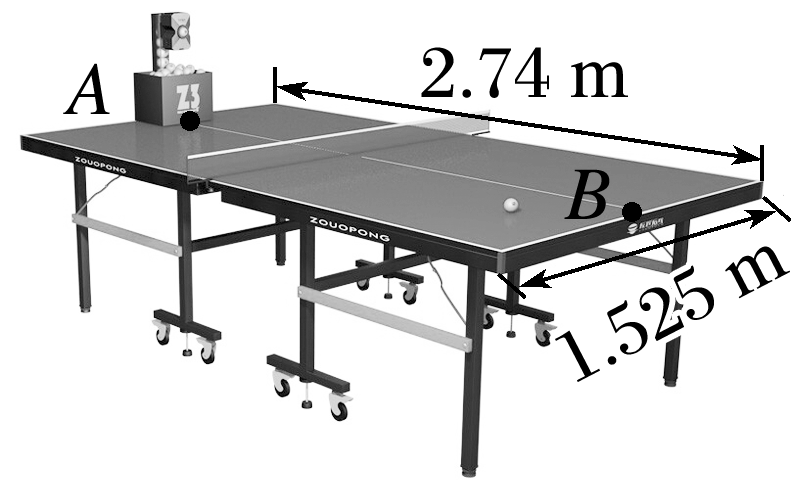 Z3
2.74 m
A
ZOUOPONG
B
ZOUOPONG
1.525 m